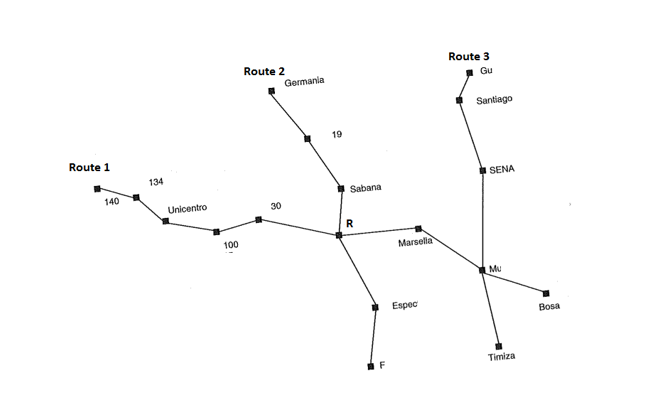 Route 3
Gu
Route 2
Germania
Santiago
19
Route 1
SENA
134
Sabana
140
Unicentro
30
R
100
Marsella
Mu
Espec
Bosa
Timiza
F